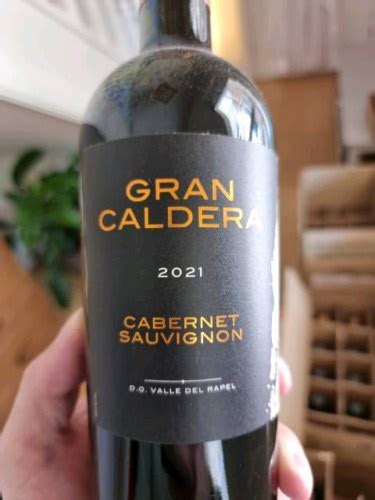 GRAN
CALDERA
2021
CABERNET
SAUVIGNON
D.O. VALLE DEL RAPEL